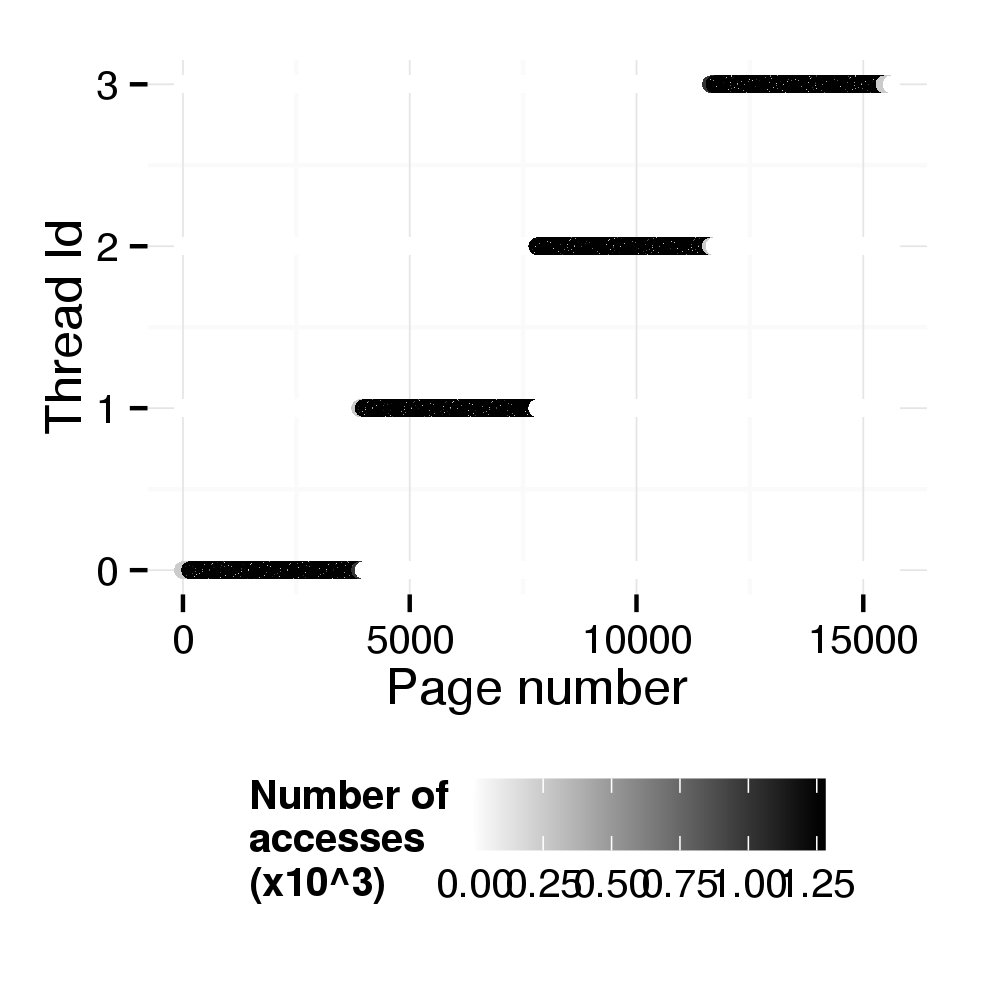 3
2
1
0
Thread Id
0 5000 10000 15000
Page number
Number of
accesses
(x10^3)
0.00 0.25 0.50 0.75 1.00 1.25